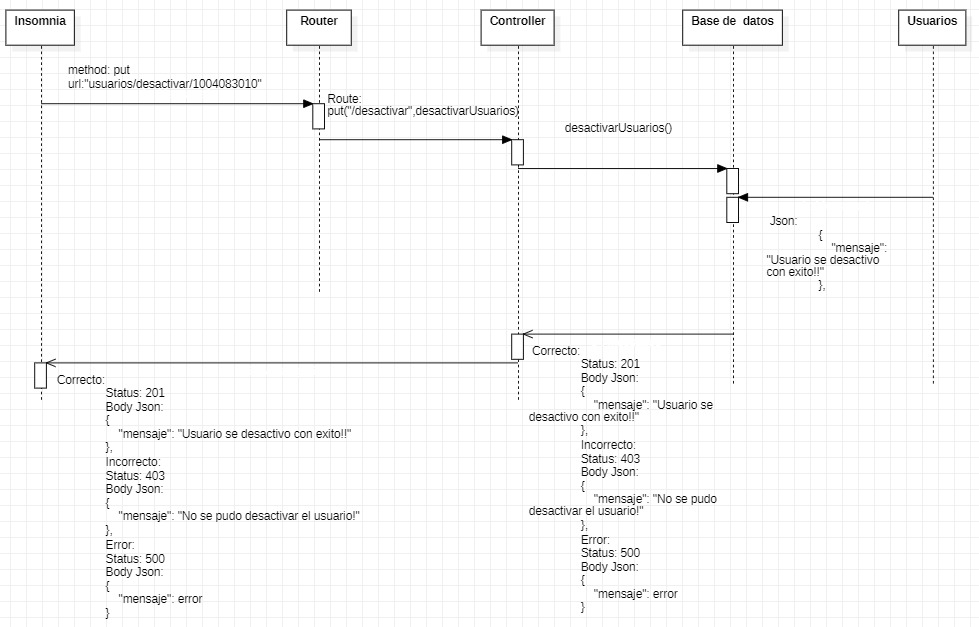 Insomnia
Router
Controller
Base de datos
Usuarios
method: put
url:"usuarios/desactivar/1004083010"
Route:
put("/desactivar",desactivarUsuarios)
desactivarUsuarios()
Json:
{
"mensaje":
"Usuario se desactivo
con exito!!"
},
Correcto:
Status: 201
Body Json:
{
"mensaje": "Usuario se
desactivo con exito!!"
},
Incorrecto:
Status: 403
Body Json:
{
"mensaje": "No se pudo
desactivar el usuario!"
},
Error:
Status: 500
Body Json:
{
"mensaje": error
}
Correcto:
Status: 201
Body Json:
{
"mensaje": "Usuario se desactivo con exito!!"
},
Incorrecto:
Status: 403
Body Json:
{
"mensaje": "No se pudo desactivar el usuario!"
},
Error:
Status: 500
Body Json:
{
"mensaje": error
}